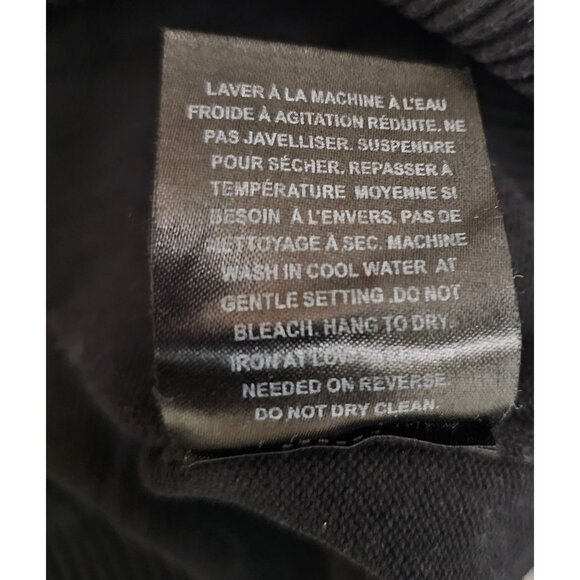 LAVER À LA MACHINE À L'EAU
FROIDE À AGITATION RÉDUITE. NE
PAS JAVELLISER. SUSPENDRE
POUR SÉCHER. REPASSER À
TEMPÉRATURE MOYENNE SI
BESOIN À L'ENVERS. PAS DE
NETTOYAGE À SEC. MACHINE
WASH IN COOL WATER AT
GENTLE SETTING .DO NOT
BLEACH. HANG TO DRY.
IRON AT LOW
NEEDED ON REVERSE.
DO NOT DRY CLEAN.